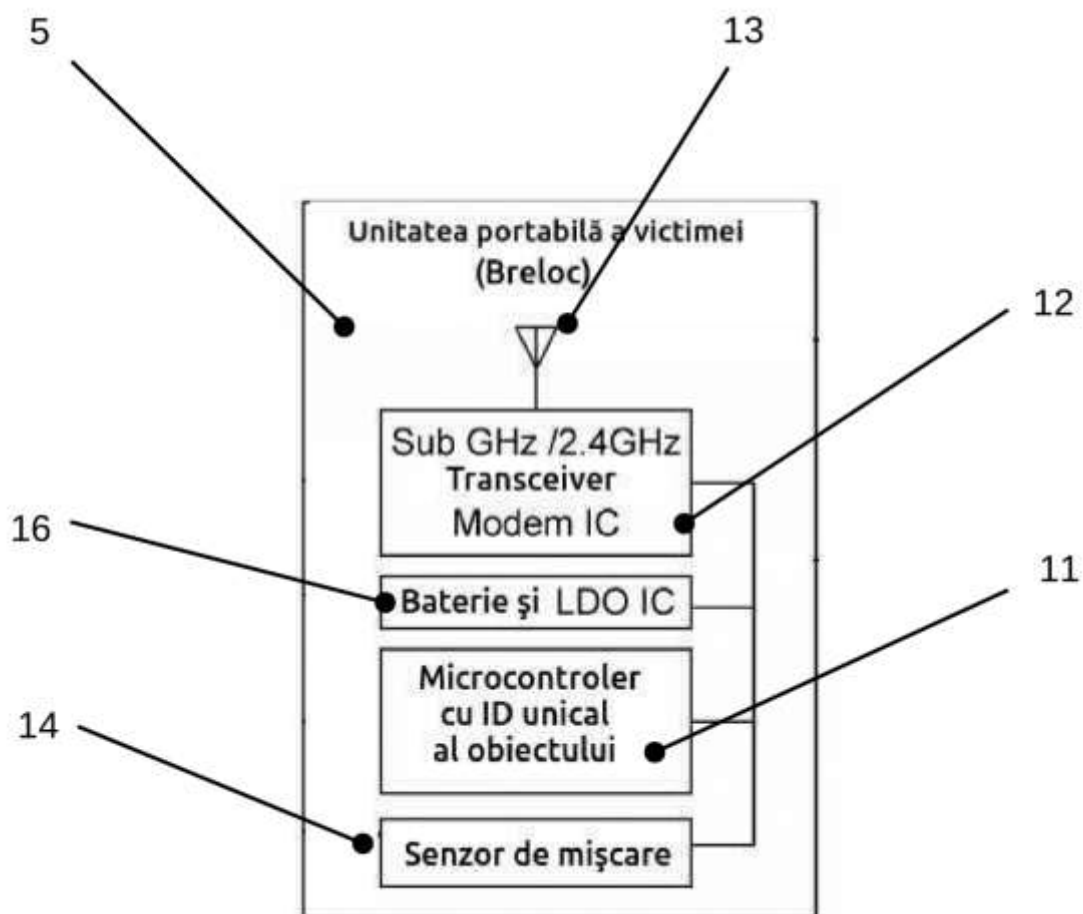 5
13
Unitatea portabilă a victimei
(Breloc)
12
Sub GHz /2.4GHz
Transceiver
Modem IC
16
Baterie şi LDO IC
11
Microcontroler
cu ID unical
al obiectului
14
Senzor de mişcare